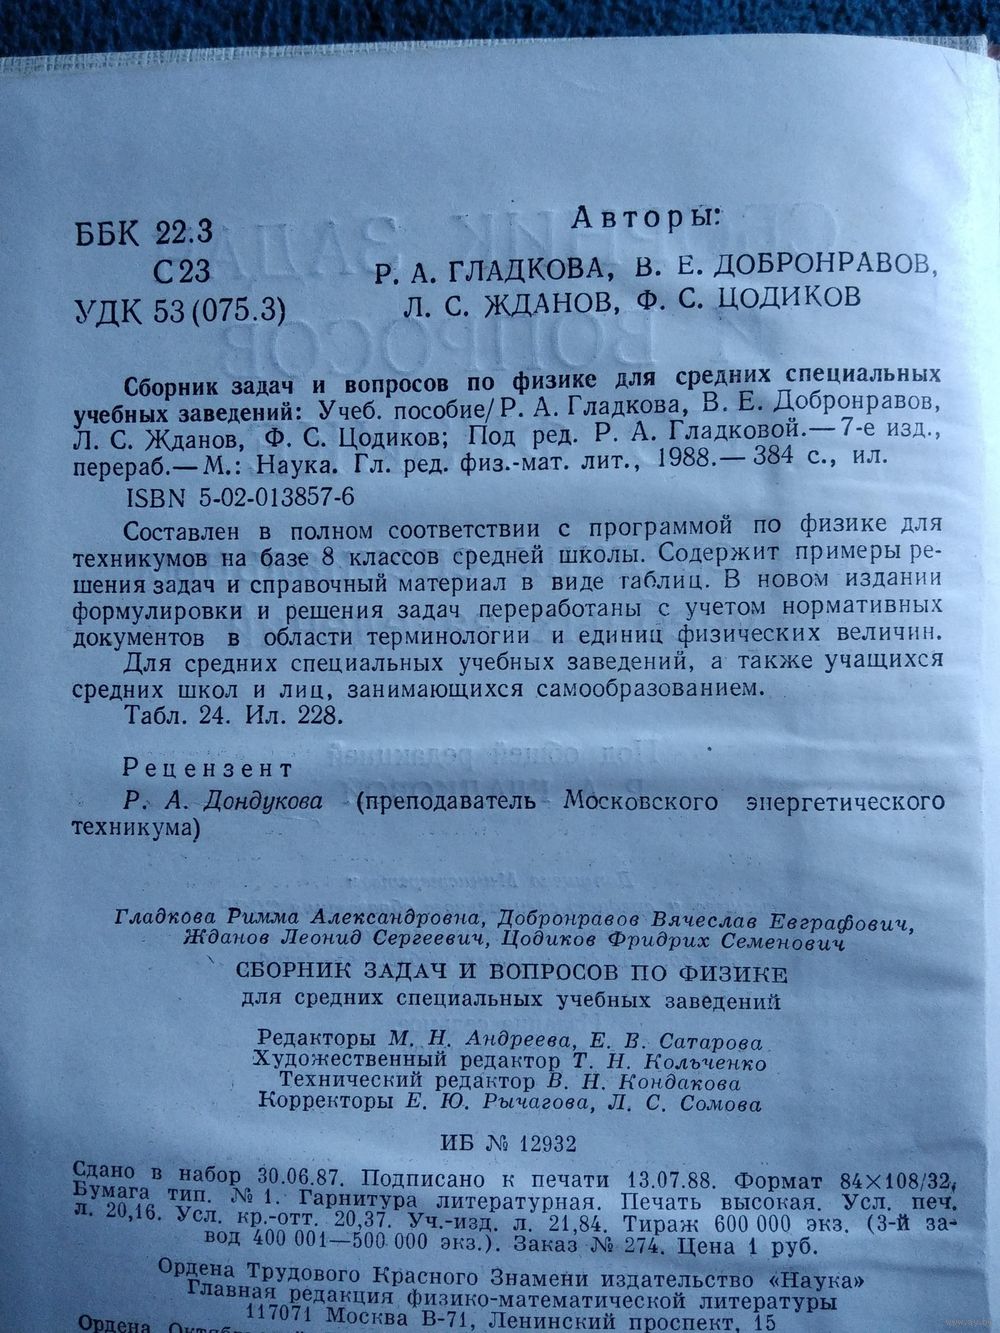 ББК 22.3
С23
УДК 53(075.3)
Авторы:
Р. А. ГЛАДКОВА, В. Е. ДОБРОНРАВОВ,
Л. С. ЖДАНОВ, Ф. С. ЦОДИКОВ
Сборник задач и вопросов по физике для средних специальных
учебных заведений: Учеб. пособие/Р. А. Гладкова, В. Е. Добронравов,
Л. С. Жданов, Ф. С. Цодиков; Под ред. Р. А. Гладковой.— 7-е изд.,
перераб.— М.: Наука. Гл. ред. физ.-мат. лит., 1988.— 384 с., ил.
ISBN 5-02-013857-6
Составлен в полном соответствии с программой по физике для
техникумов на базе 8 классов средней школы. Содержит примеры ре-
шения задач и справочный материал в виде таблиц. В новом издании
формулировки и решения задач переработаны с учетом нормативных
документов в области терминологии и единиц физических величин.
Для средних специальных учебных заведений, а также учащихся
средних школ и лиц, занимающихся самообразованием.
Табл. 24. Ил. 228.
Рецензент
Р. А. Дондукова (преподаватель Московского энергетического
техникума)
Гладкова Римма Александровна, Добронравов Вячеслав Евграфович,
Жданов Леонид Сергеевич, Цодиков Фридрих Семенович
СБОРНИК ЗАДАЧ И ВОПРОСОВ ПО ФИЗИКЕ
для средних специальных учебных заведений
Редакторы М. Н. Андреева, Е. В. Сатарова
Художественный редактор Т. Н. Кольченко
Технический редактор В. Н. Кондакова
Корректоры Е. Ю. Рычагова, Л. С. Сомова
ИБ № 12932
Сдано в набор 30.06.87. Подписано к печати 13.07.88. Формат 84×108/32.
Бумага тип. № 1. Гарнитура литературная. Печать высокая. Усл. печ.
л. 20,16. Усл. кр.-отт. 20,37. Уч.-изд. л. 21,84. Тираж 600 000 экз. (3-й за-
вод 400 001—500 000 экз.). Заказ № 274. Цена 1 руб.
Ордена Трудового Красного Знамени издательство «Наука»
Главная редакция физико-математической литературы
117071 Москва В-71, Ленинский проспект, 15
Ордена